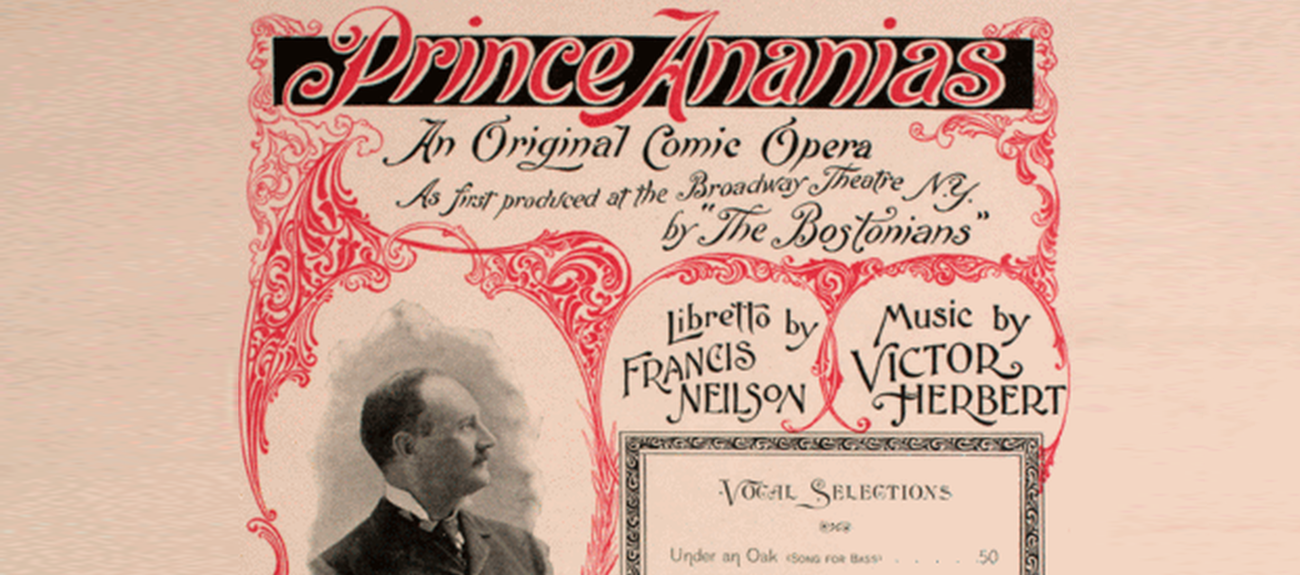 Prince Ananias
An Original Comic Opera
As first produced at the Broadway Theatre N.Y.
by "The Bostonians"
Libretto by
FRANCIS
NEILSON
Music by
VICTOR
HERBERT
VOCAL SELECTIONS
Under an Oak (SONG FOR BASS) . . . . .50